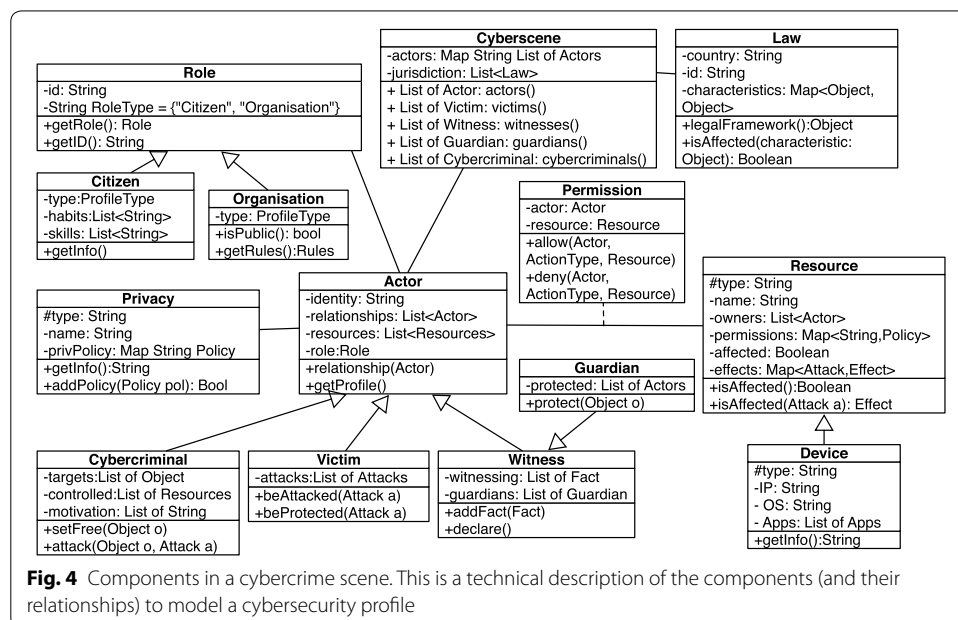 Cyberscene
-actors: Map String List of Actors
-jurisdiction: List<Law>
+ List of Actor: actors()
+ List of Victim: victims()
+ List of Witness: witnesses()
+ List of Guardian: guardians()
+ List of Cybercriminal: cybercriminals()
Law
-country: String
-id: String
-characteristics: Map<Object,
Object>
+legalFramework():Object
+isAffected(characteristic:
Object): Boolean
Role
-id: String
-String RoleType = {"Citizen", "Organisation"}
+getRole(): Role
+getID(): String
Citizen
-type:ProfileType
-habits:List<String>
-skills: List<String>
+getInfo()
Organisation
-type: ProfileType
+isPublic(): bool
+getRules():Rules
Permission
-actor: Actor
-resource: Resource
+allow(Actor,
ActionType, Resource)
+deny(Actor,
ActionType, Resource)
Actor
-identity: String
-relationships: List<Actor>
-resources: List<Resources>
-role:Role
+relationship(Actor)
+getProfile()
Resource
#type: String
-name: String
-owners: List<Actor>
-permissions: Map<String,Policy>
-affected: Boolean
-effects: Map<Attack,Effect>
+isAffected():Boolean
+isAffected(Attack a): Effect
Privacy
#type: String
-name: String
-privPolicy: Map String Policy
+getInfo():String
+addPolicy(Policy pol): Bool
Guardian
-protected: List of Actors
+protect(Object o)
Cybercriminal
-targets:List of Object
-controlled:List of Resources
-motivation: List of String
+setFree(Object o)
+attack(Object o, Attack a)
Victim
-attacks:List of Attacks
+beAttacked(Attack a)
+beProtected(Attack a)
Witness
-witnessing: List of Fact
-guardians: List of Guardian
+addFact(Fact)
+declare()
Device
#type: String
-IP: String
- OS: String
- Apps: List of Apps
+getInfo():String
Fig. 4 Components in a cybercrime scene. This is a technical description of the components (and their
relationships) to model a cybersecurity profile